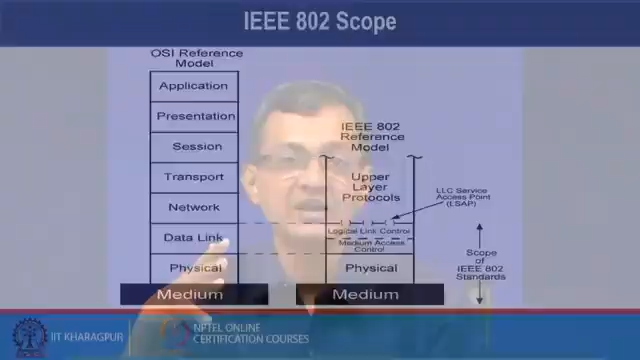 IEEE 802 Scope
OSI Reference
Model
Application
Presentation
Session
Transport
Network
Data Link
Physical
Medium
IEEE 802
Reference
Model
Upper
Layer
Protocols
Logical Link Control
Medium Access
Control
Physical
Medium
LLC Service
Access Point
(LSAP)
Scope
of
IEEE 802
Standards
IIT KHARAGPUR
NPTEL ONLINE
CERTIFICATION COURSES